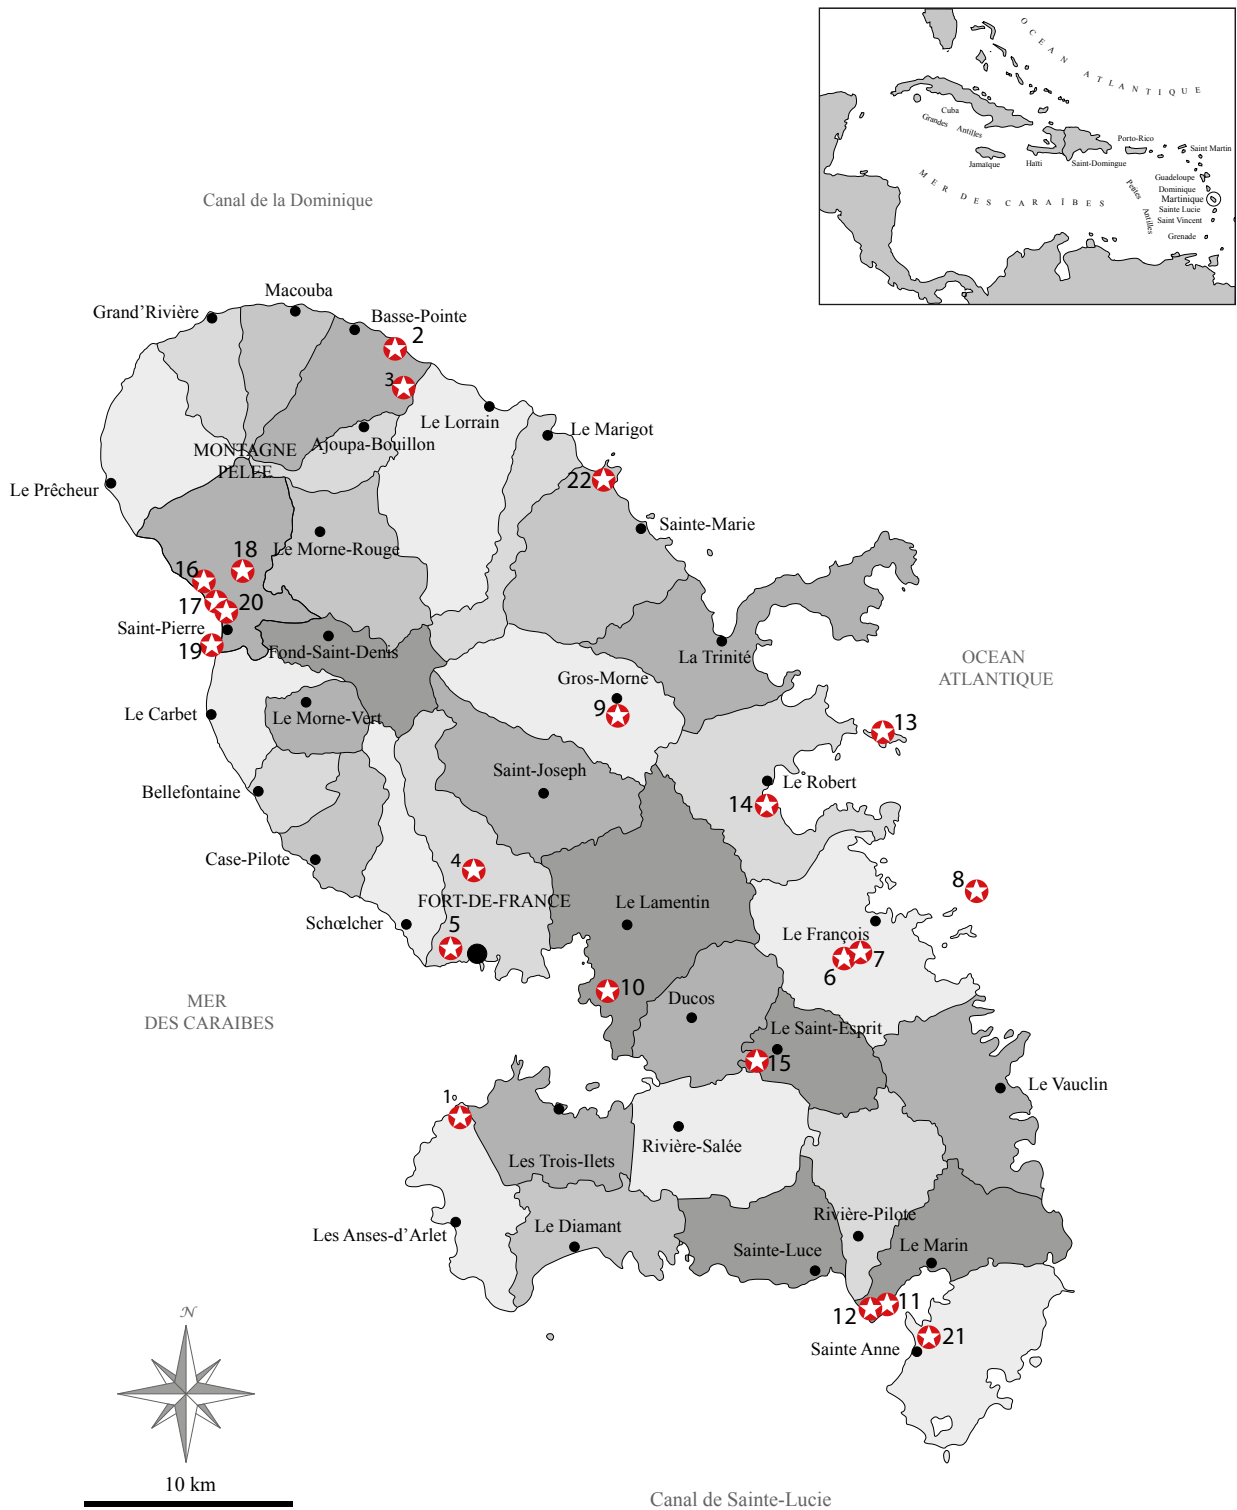 OCEAN ATLANTIQUE
Cuba
Grandes Antilles
Porto-Rico
Saint Martin
Jamaïque
Haïti
Saint-Domingue
Guadeloupe
Dominique
Martinique
Sainte Lucie
Saint Vincent
Grenade
Petites Antilles
MER DES CARAÏBES
Canal de la Dominique
Macouba
Grand'Rivière
Basse-Pointe
2
3
Le Lorrain
Le Marigot
Ajoupa-Bouillon
MONTAGNE
PELEE
Le Prêcheur
22
Sainte-Marie
Le Morne-Rouge
18
16
17
20
Saint-Pierre
19
Fond-Saint-Denis
La Trinité
OCEAN
ATLANTIQUE
Gros-Morne
9
Le Carbet
Le Morne-Vert
13
Saint-Joseph
Le Robert
14
Bellefontaine
Case-Pilote
4
FORT-DE-FRANCE
8
Le Lamentin
Schœlcher
5
Le François
6
7
10
Ducos
MER
DES CARAIBES
Le Saint-Esprit
15
Le Vauclin
1
Rivière-Salée
Les Trois-Ilets
Les Anses-d'Arlet
Le Diamant
Rivière-Pilote
Sainte-Luce
Le Marin
12
11
21
Sainte Anne
N
10 km
Canal de Sainte-Lucie